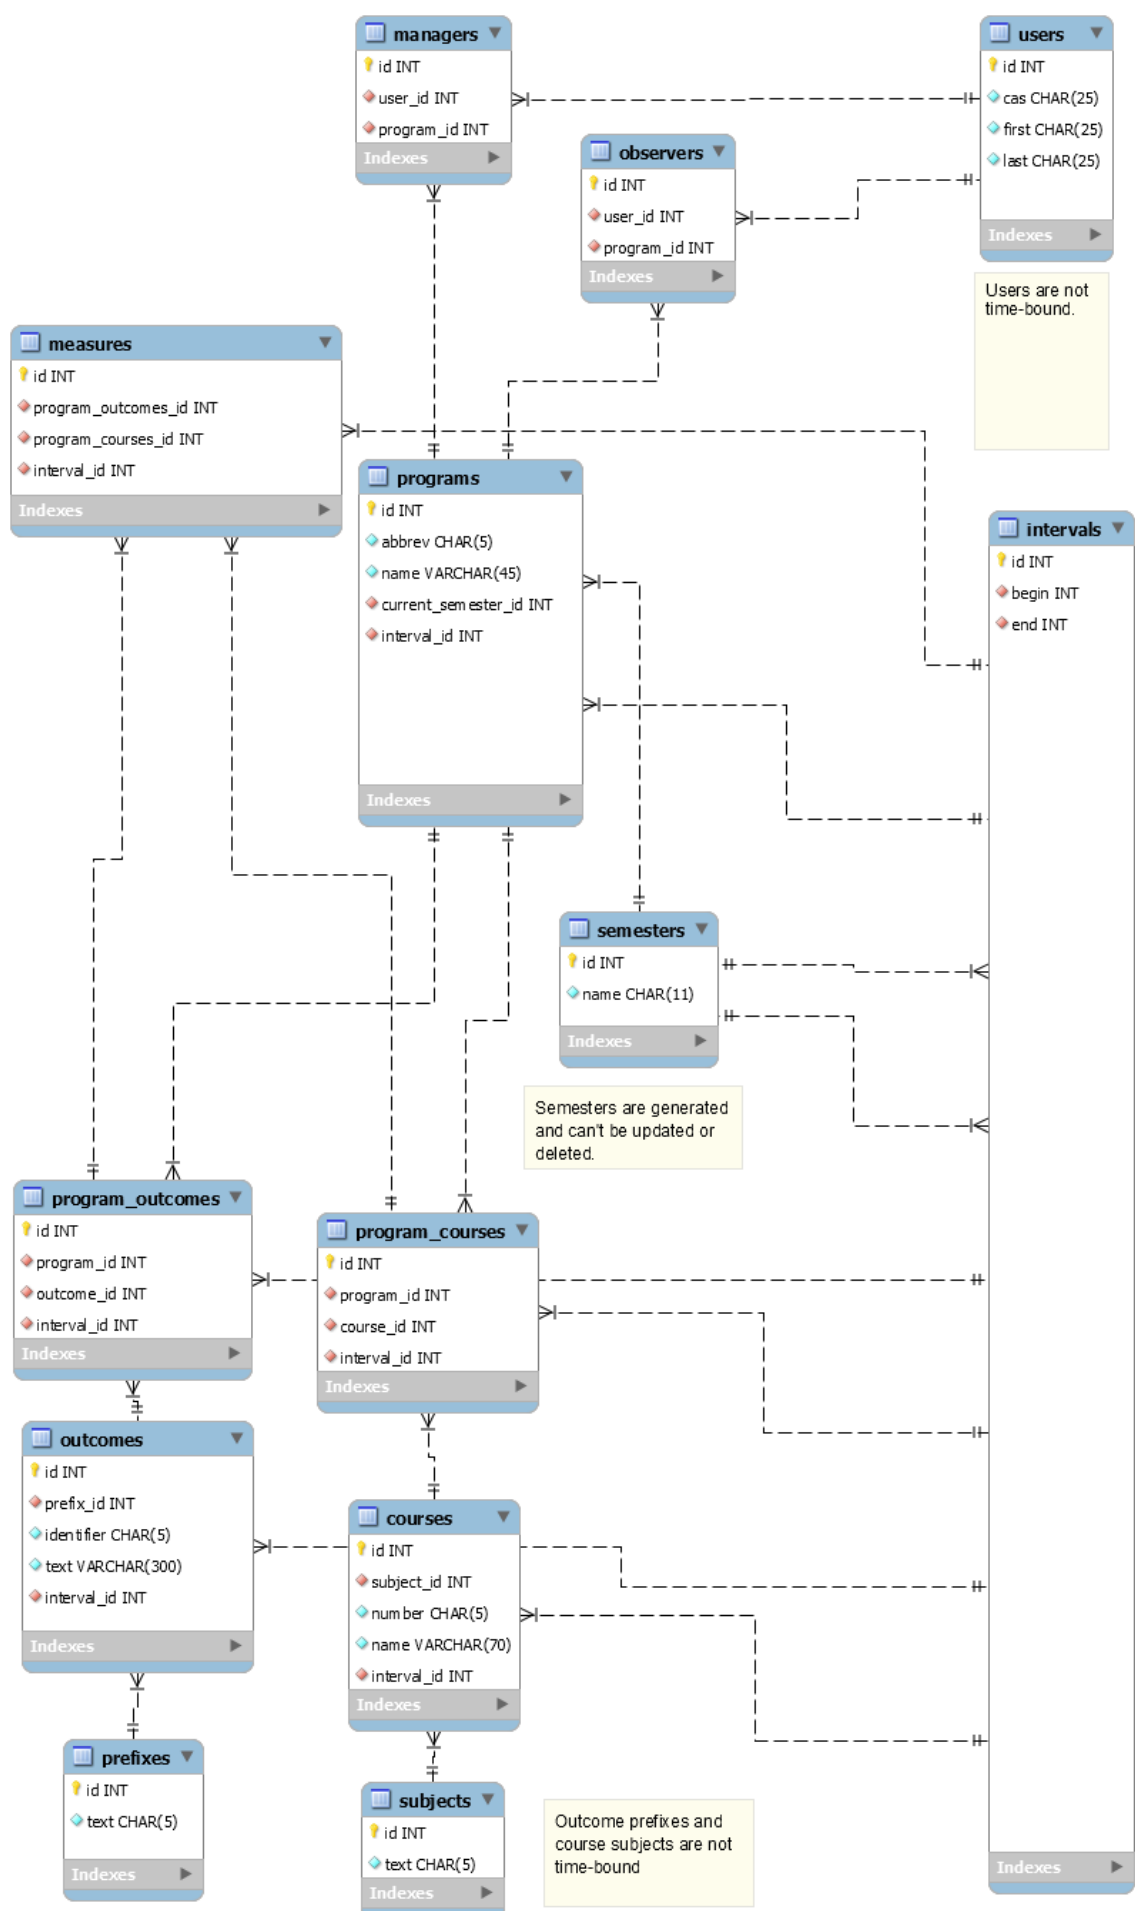 managers
id INT
user_id INT
program_id INT
Indexes
users
id INT
cas CHAR(25)
first CHAR(25)
last CHAR(25)
Indexes
observers
id INT
user_id INT
program_id INT
Indexes
Users are not
time-bound.
measures
id INT
program_outcomes_id INT
program_courses_id INT
interval_id INT
Indexes
programs
id INT
abbrev CHAR(5)
name VARCHAR(45)
current_semester_id INT
interval_id INT
Indexes
intervals
id INT
begin INT
end INT
Indexes
semesters
id INT
name CHAR(11)
Indexes
Semesters are generated
and can't be updated or
deleted.
program_outcomes
id INT
program_id INT
outcome_id INT
interval_id INT
Indexes
program_courses
id INT
program_id INT
course_id INT
interval_id INT
Indexes
outcomes
id INT
prefix_id INT
identifier CHAR(5)
text VARCHAR(300)
interval_id INT
Indexes
courses
id INT
subject_id INT
number CHAR(5)
name VARCHAR(70)
interval_id INT
Indexes
prefixes
id INT
text CHAR(5)
Indexes
subjects
id INT
text CHAR(5)
Indexes
Outcome prefixes and
course subjects are not
time-bound